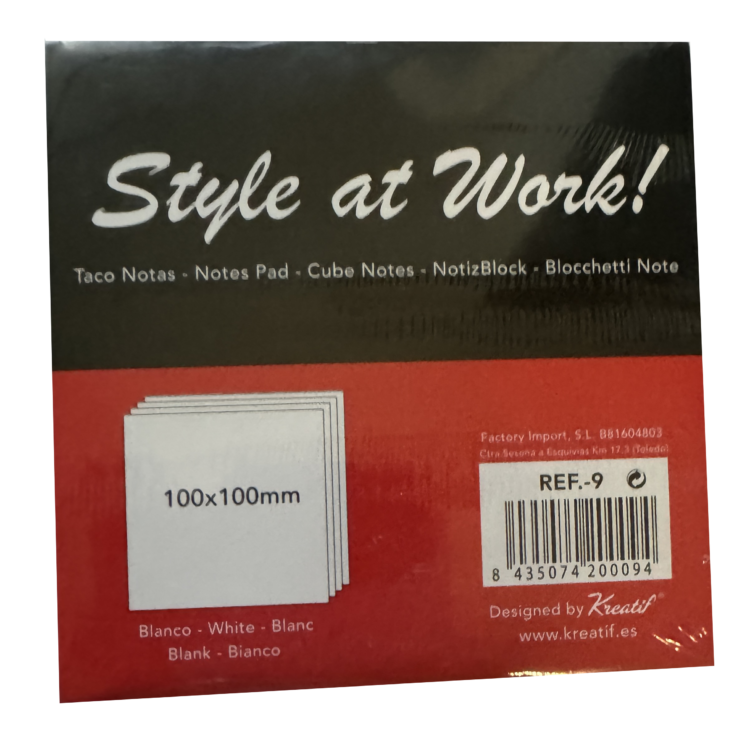 Style at Work!
Taco Notas - Notes Pad - Cube Notes - NotizBlock - Blocchetti Note
100x100mm
Blanco - White - Blanc
Blank - Bianco
Factory Import, S.L. B81604803
Ctra Seseña a Esquivias Km 17.3 (Toledo)
REF.-9
8 435074 200094
Designed by Kreatif
www.kreatif.es